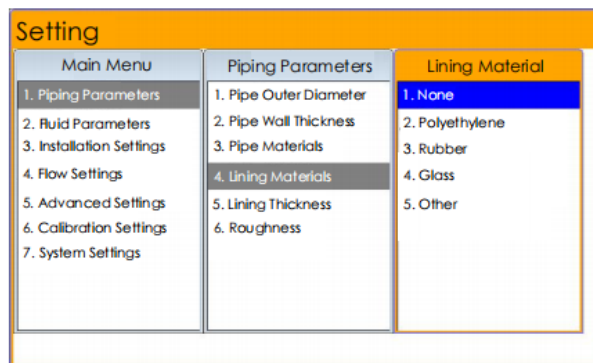 Setting
Main Menu
1. Piping Parameters
2. Fluid Parameters
3. Installation Settings
4. Flow Settings
5. Advanced Settings
6. Calibration Settings
7. System Settings
Piping Parameters
1. Pipe Outer Diameter
2. Pipe Wall Thickness
3. Pipe Materials
4. Lining Materials
5. Lining Thickness
6. Roughness
Lining Material
1. None
2. Polyethylene
3. Rubber
4. Glass
5. Other